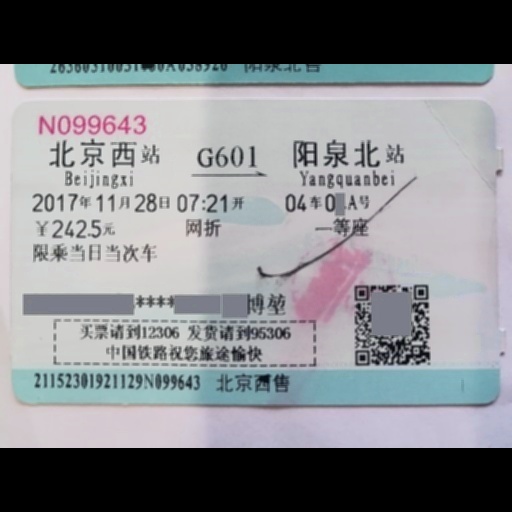 阳泉北售
N099643
北京西站 G601 阳泉北站
Beijingxi Yangquanbei
2017年11月28日 07:21开 04车0 A号
￥242.5元 网折 一等座
限乘当日当次车
**** 博堃
买票请到12306 发货请到95306
中国铁路祝您旅途愉快
21152301921129N099643 北京西售